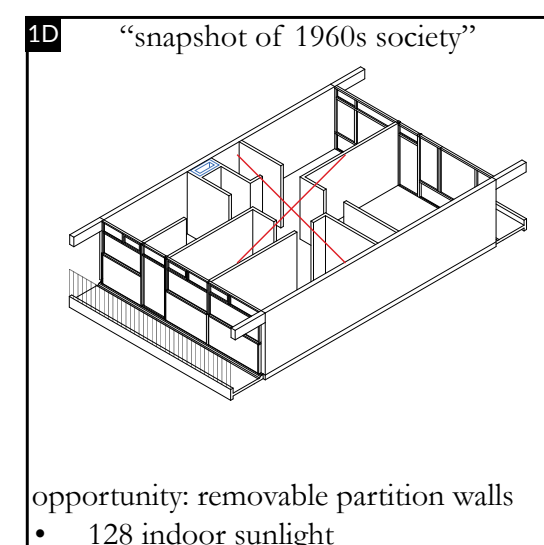 1D
“snapshot of 1960s society”
opportunity: removable partition walls
• 128 indoor sunlight